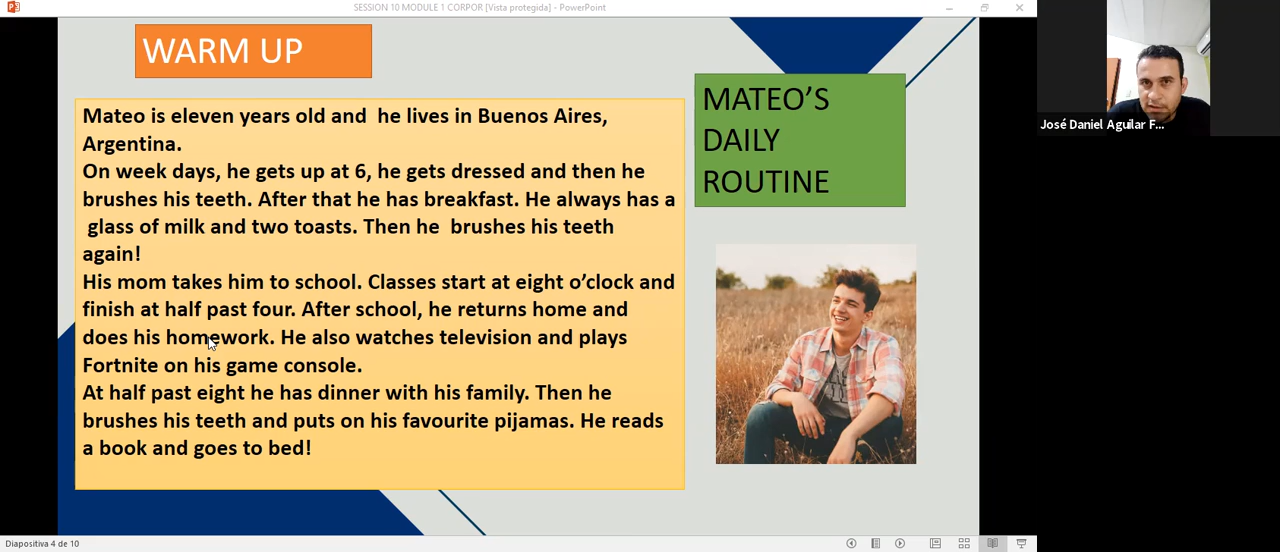 SESSION 10 MODULE 1 CORPOR [Vista protegida] - PowerPoint
WARM UP
Mateo is eleven years old and he lives in Buenos Aires,
Argentina.
On week days, he gets up at 6, he gets dressed and then he
brushes his teeth. After that he has breakfast. He always has a
glass of milk and two toasts. Then he brushes his teeth
again!
His mom takes him to school. Classes start at eight o’clock and
finish at half past four. After school, he returns home and
does his homework. He also watches television and plays
Fortnite on his game console.
At half past eight he has dinner with his family. Then he
brushes his teeth and puts on his favourite pijamas. He reads
a book and goes to bed!
MATEO’S
DAILY
ROUTINE
José Daniel Aguilar F...
Diapositiva 4 de 10